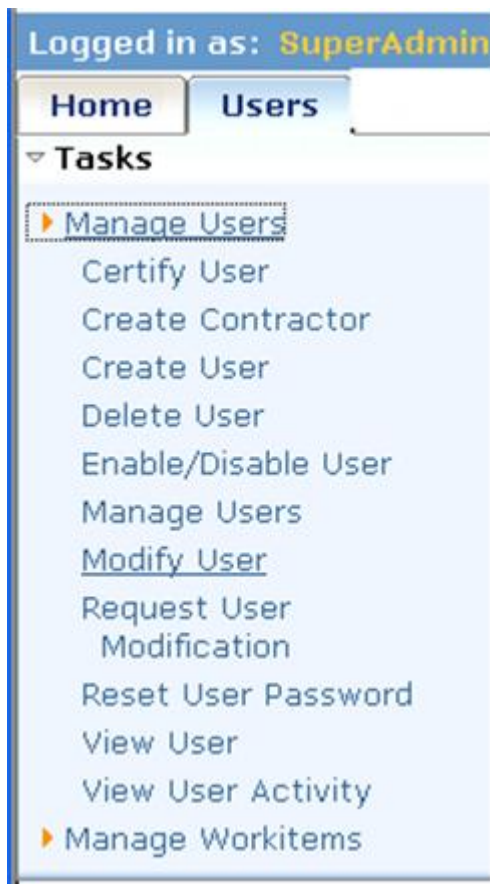 Logged in as: SuperAdmin
Home Users
Tasks
Manage Users
Certify User
Create Contractor
Create User
Delete User
Enable/Disable User
Manage Users
Modify User
Request User
Modification
Reset User Password
View User
View User Activity
Manage Workitems